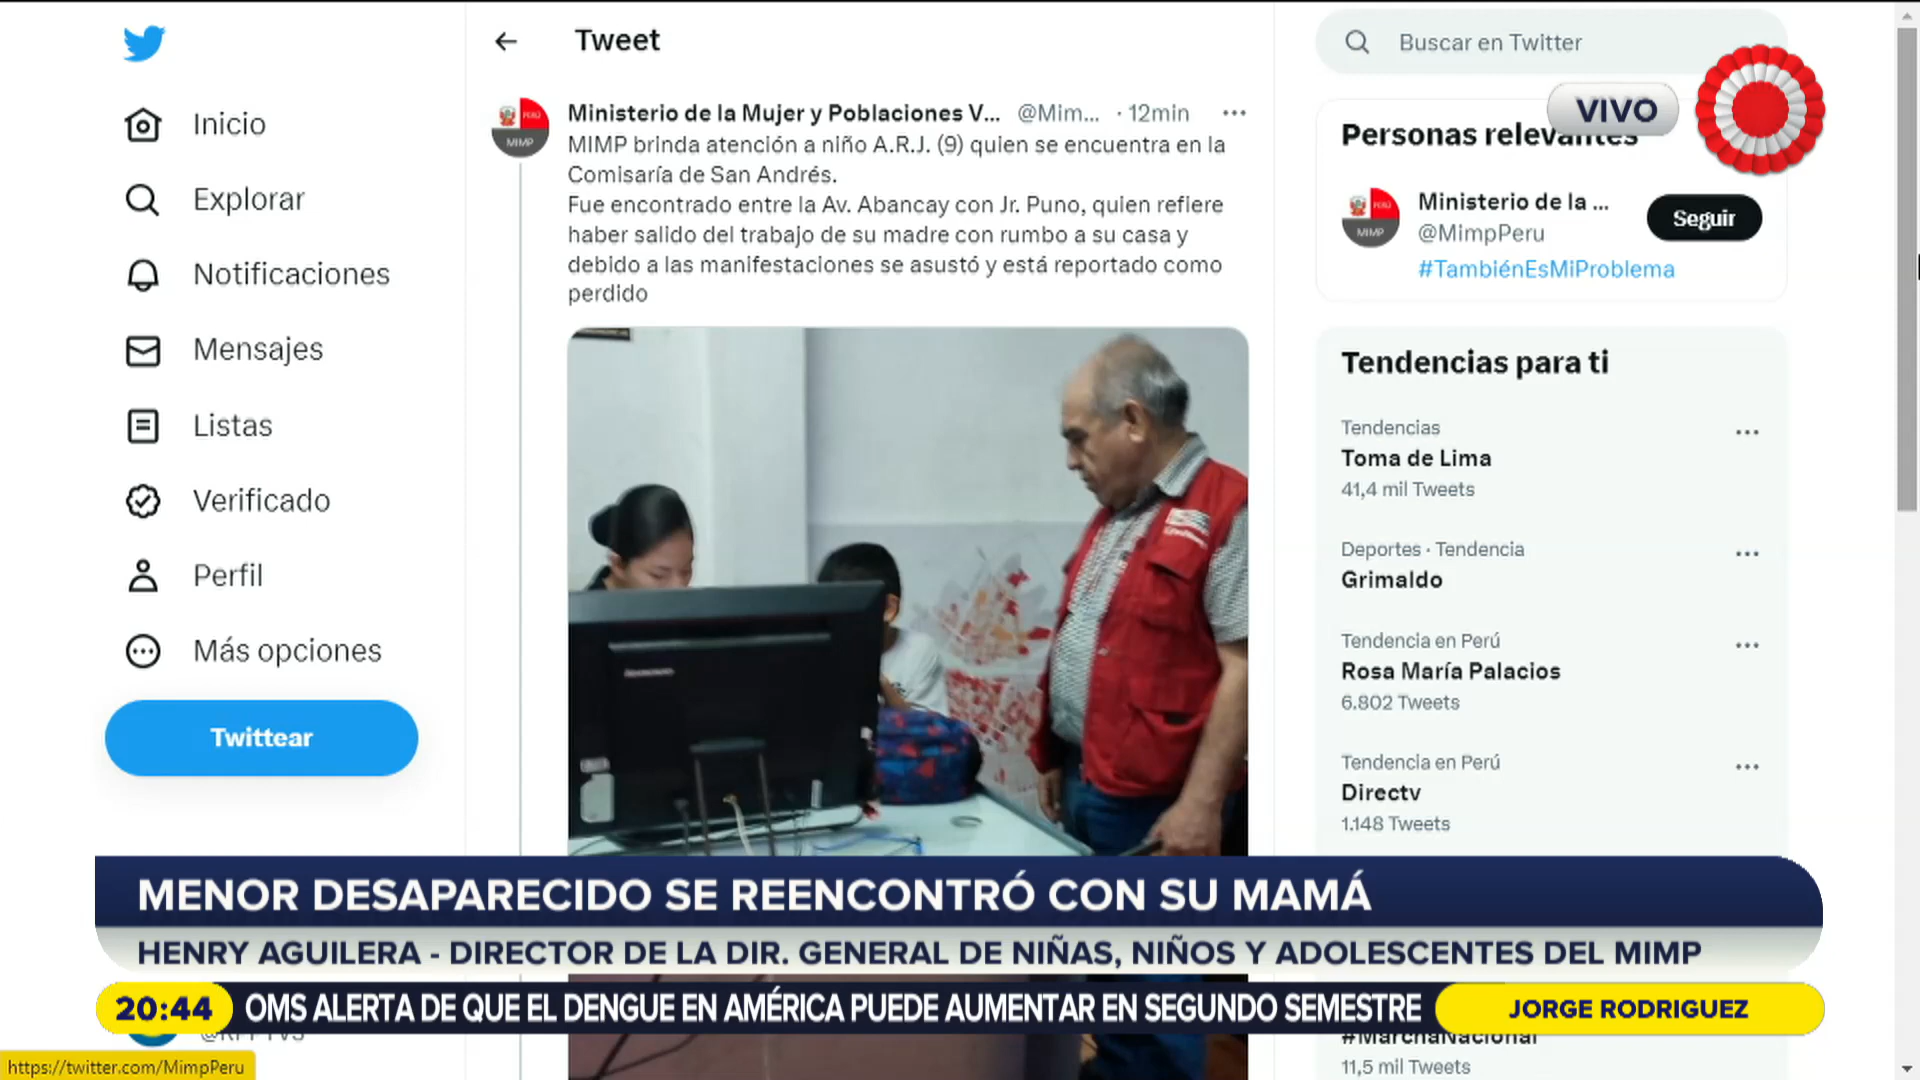 Tweet
Buscar en Twitter
VIVO
Inicio
Explorar
Notificaciones
Mensajes
Listas
Verificado
Perfil
Más opciones
Twittear
PERÚ
MIMP
Ministerio de la Mujer y Poblaciones V... @Mim... · 12min
MIMP brinda atención a niño A.R.J. (9) quien se encuentra en la
Comisaría de San Andrés.
Fue encontrado entre la Av. Abancay con Jr. Puno, quien refiere
haber salido del trabajo de su madre con rumbo a su casa y
debido a las manifestaciones se asustó y está reportado como
perdido
Personas relevantes
PERÚ
MIMP
Ministerio de la ...
@MimpPeru
#TambiénEsMiProblema
Seguir
Tendencias para ti
Tendencias
Toma de Lima
41,4 mil Tweets
Deportes · Tendencia
Grimaldo
Tendencia en Perú
Rosa María Palacios
6.802 Tweets
Tendencia en Perú
Directv
1.148 Tweets
MENOR DESAPARECIDO SE REENCONTRÓ CON SU MAMÁ
HENRY AGUILERA - DIRECTOR DE LA DIR. GENERAL DE NIÑAS, NIÑOS Y ADOLESCENTES DEL MIMP
20:44 OMS ALERTA DE QUE EL DENGUE EN AMÉRICA PUEDE AUMENTAR EN SEGUNDO SEMESTRE JORGE RODRIGUEZ
#MarchaNacional
11,5 mil Tweets
https://twitter.com/MimpPeru